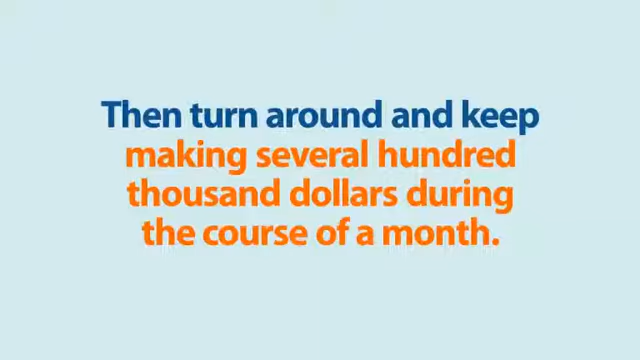 Then turn around and keep
making several hundred
thousand dollars during
the course of a month.